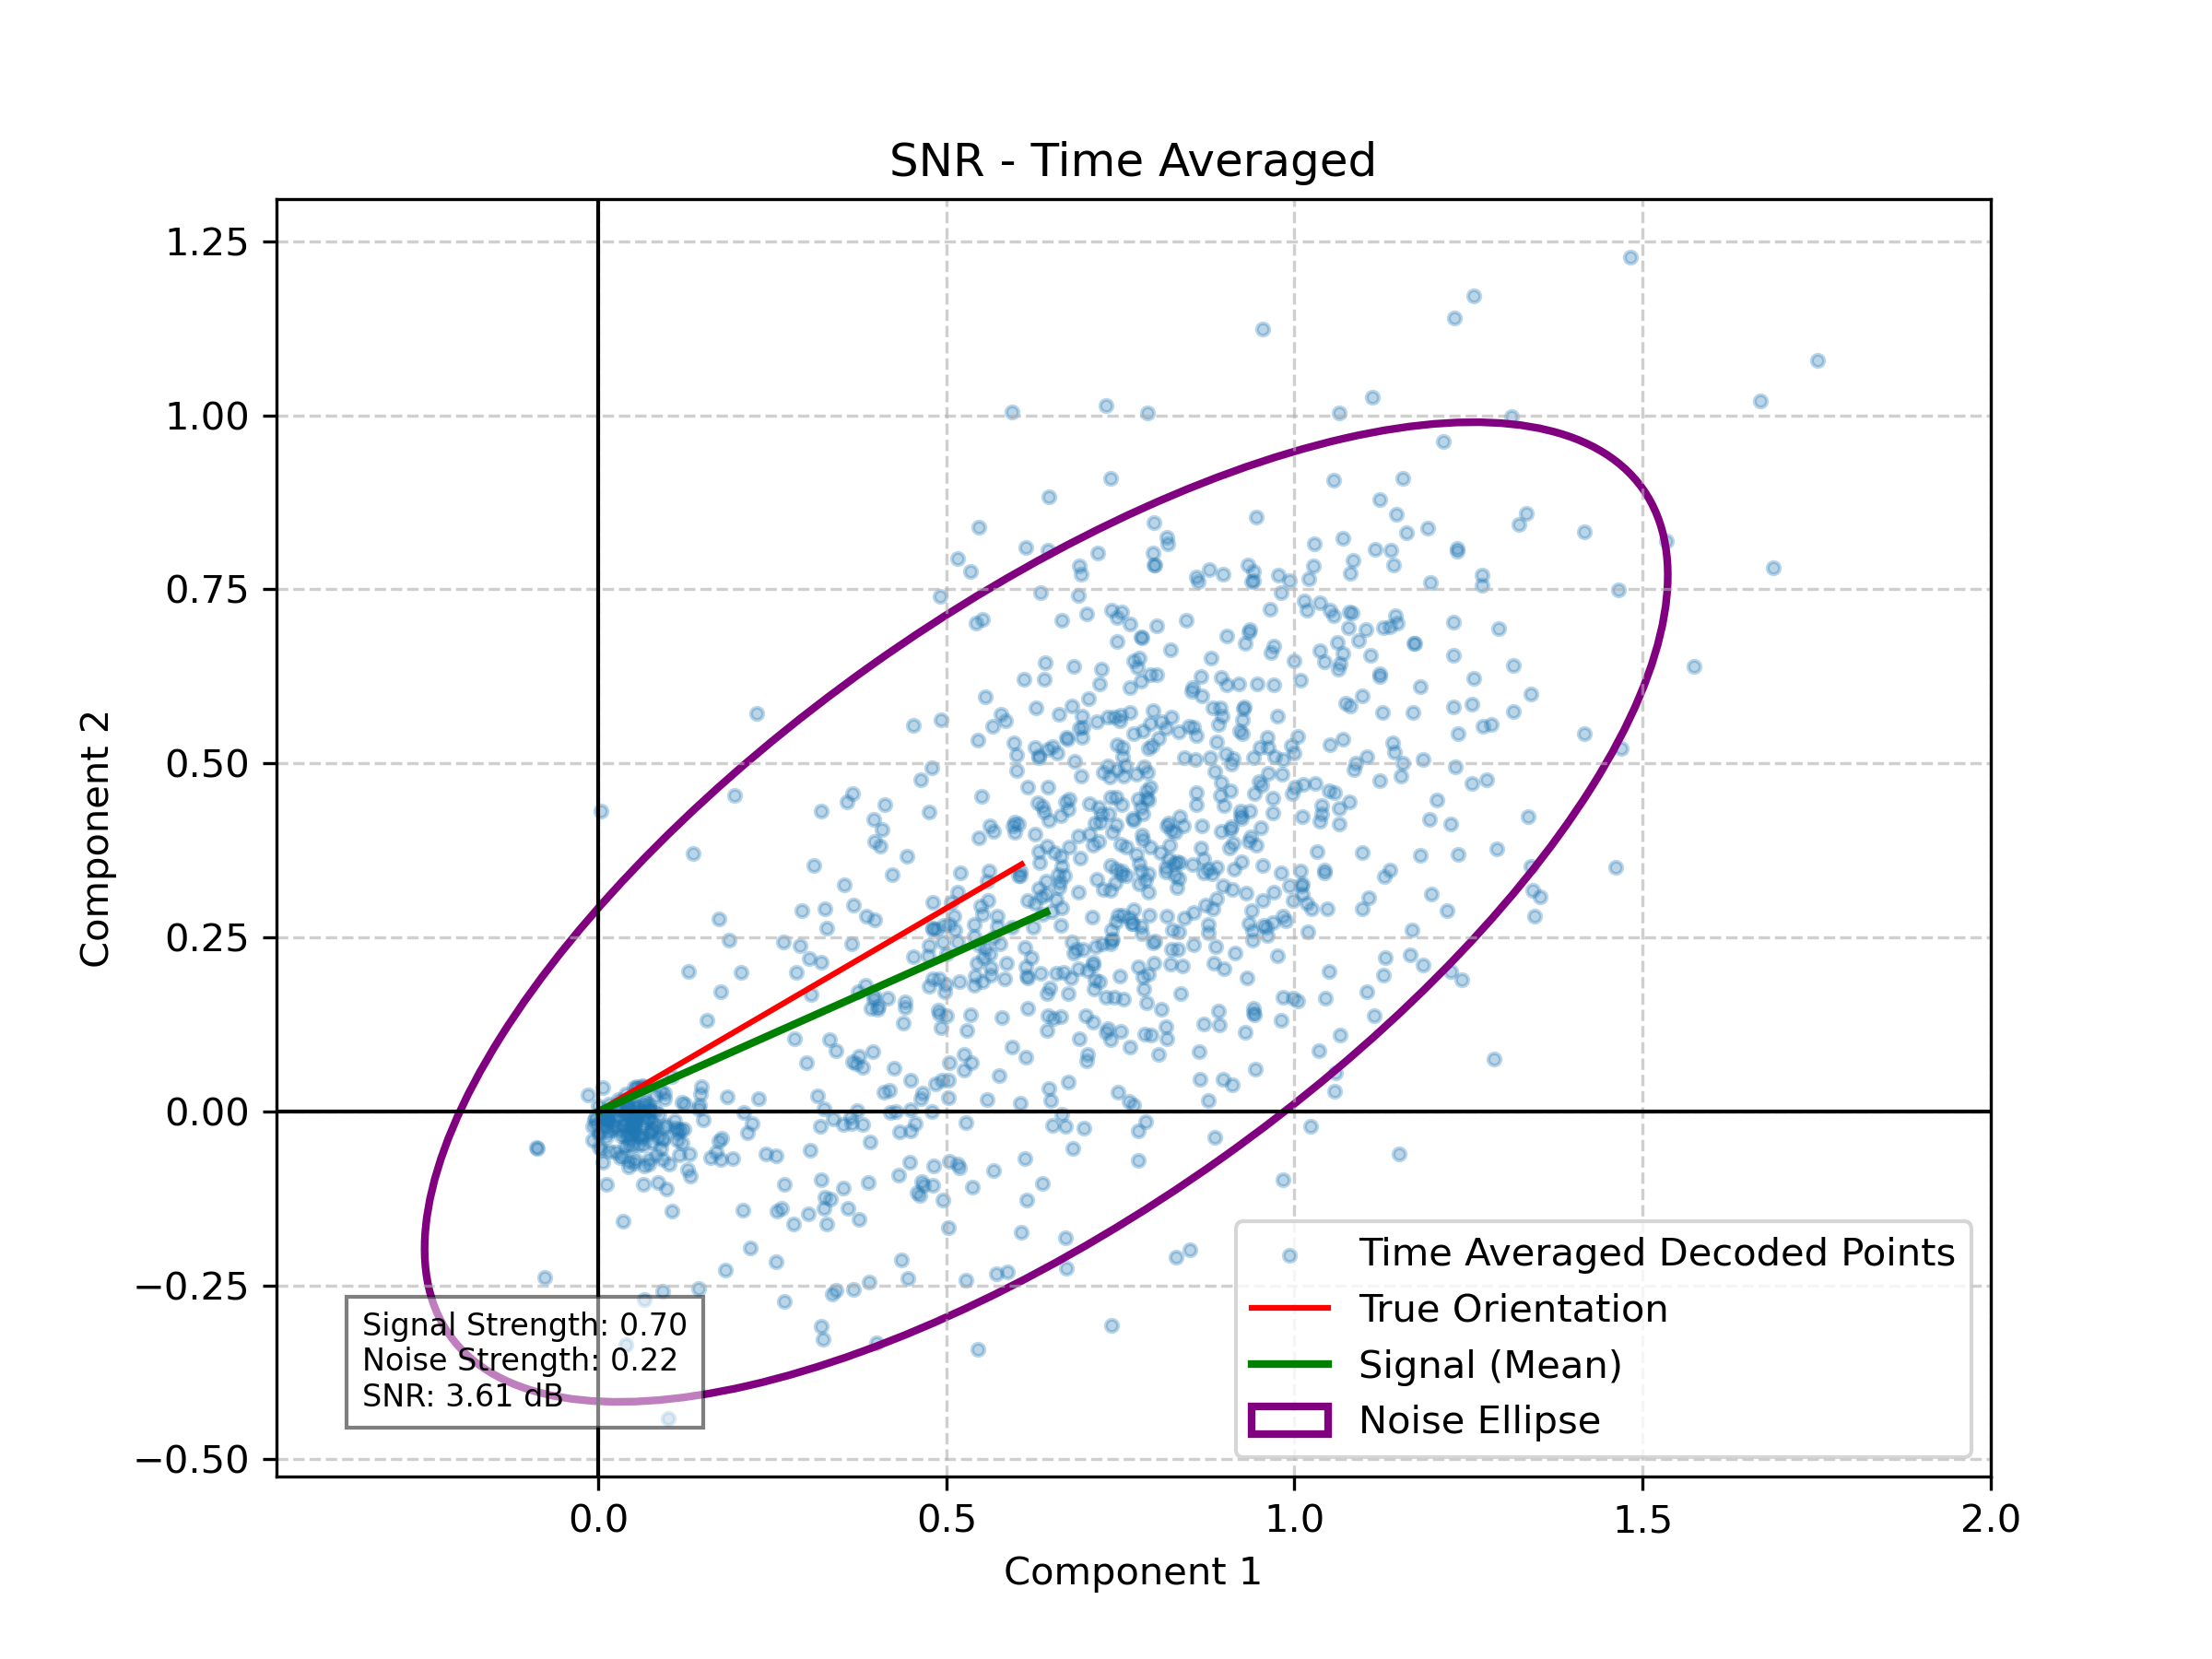 SNR - Time Averaged
1.25
1.00
0.75
0.50
0.25
0.00
−0.25
−0.50
Component 2
Signal Strength: 0.70
Noise Strength: 0.22
SNR: 3.61 dB
Time Averaged Decoded Points
True Orientation
Signal (Mean)
Noise Ellipse
0.0
0.5
1.0
1.5
2.0
Component 1